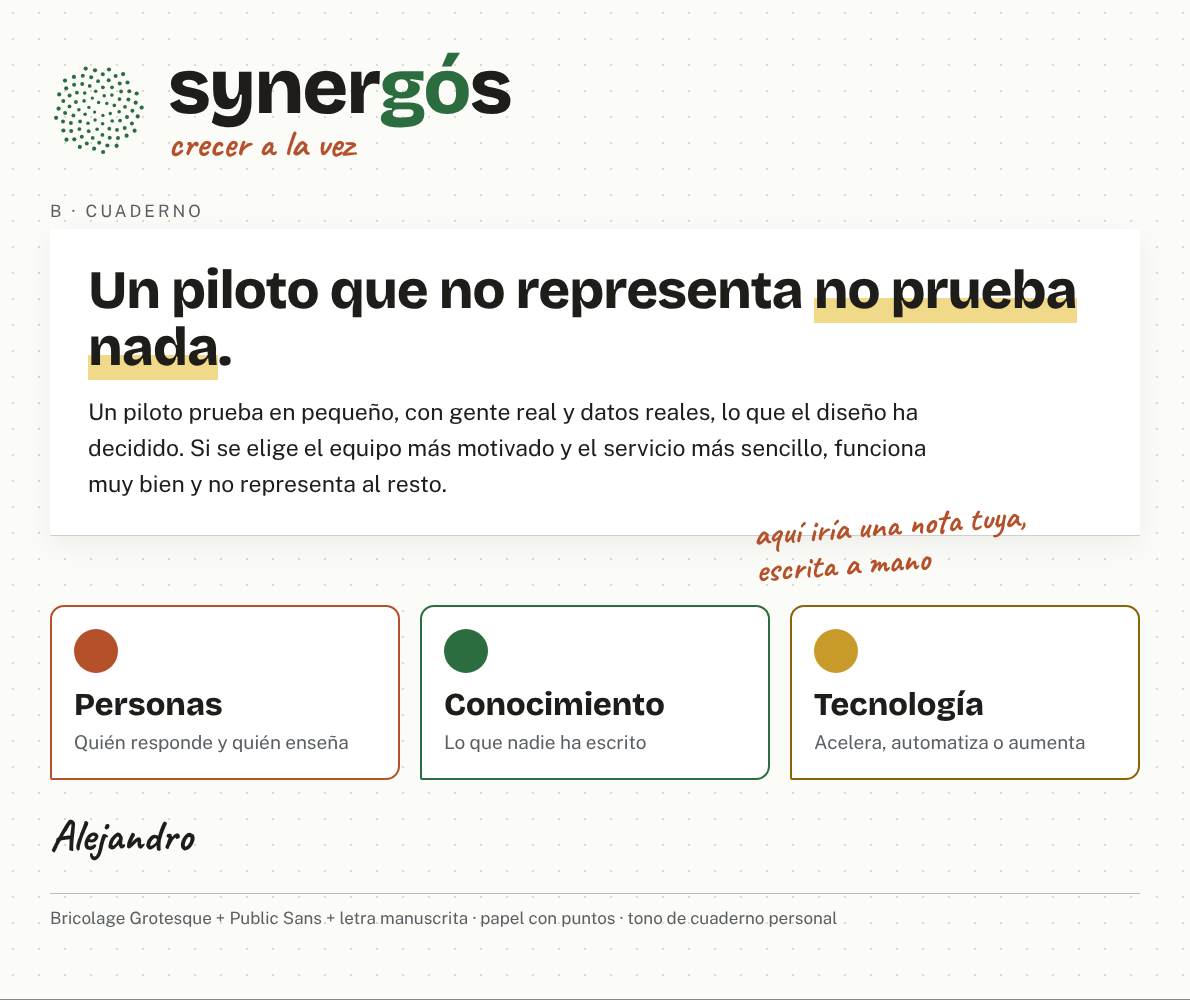 synergós
crecer a la vez
B · CUADERNO
Un piloto que no representa no prueba
nada.
Un piloto prueba en pequeño, con gente real y datos reales, lo que el diseño ha
decidido. Si se elige el equipo más motivado y el servicio más sencillo, funciona
muy bien y no representa al resto.
aquí iría una nota tuya,
escrita a mano
Personas
Quién responde y quién enseña
Conocimiento
Lo que nadie ha escrito
Tecnología
Acelera, automatiza o aumenta
Alejandro
Bricolage Grotesque + Public Sans + letra manuscrita · papel con puntos · tono de cuaderno personal